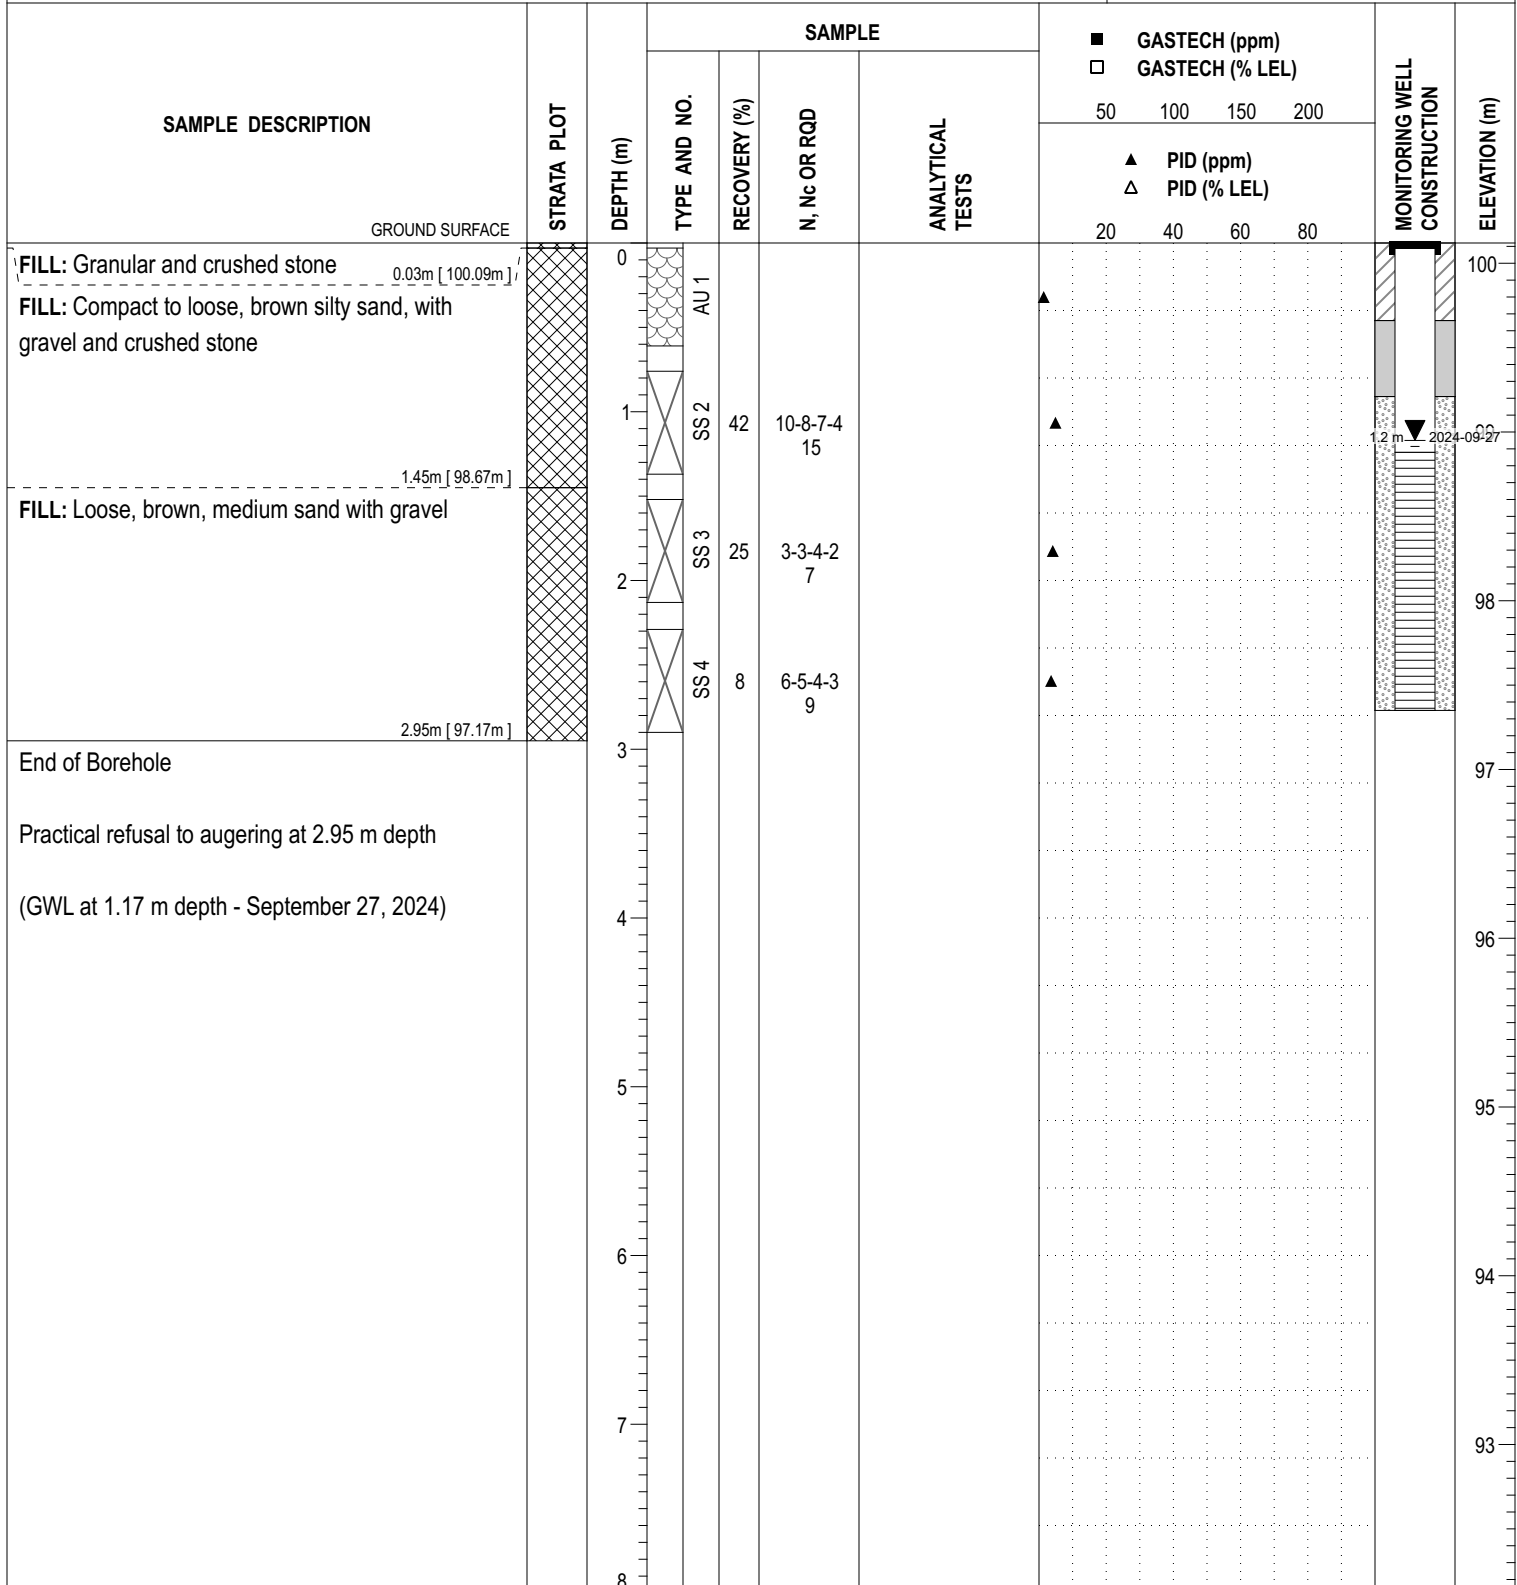 SAMPLE DESCRIPTION
GROUND SURFACE
STRATA PLOT
DEPTH (m)
SAMPLE
TYPE AND NO.
RECOVERY (%)
N, Nc OR RQD
ANALYTICAL
TESTS
■ GASTECH (ppm)
□ GASTECH (% LEL)
50 100 150 200
▲ PID (ppm)
△ PID (% LEL)
20 40 60 80
MONITORING WELL
CONSTRUCTION
ELEVATION (m)
FILL: Granular and crushed stone
0.03m [ 100.09m ]
FILL: Compact to loose, brown silty sand, with
gravel and crushed stone
1.45m [ 98.67m ]
FILL: Loose, brown, medium sand with gravel
2.95m [ 97.17m ]
End of Borehole
Practical refusal to augering at 2.95 m depth
(GWL at 1.17 m depth - September 27, 2024)
0
1
2
3
4
5
6
7
8
AU 1
SS 2
42
10-8-7-4
15
SS 3
25
3-3-4-2
7
SS 4
8
6-5-4-3
9
1.2 m
2024-09-27
100
99
98
97
96
95
94
93